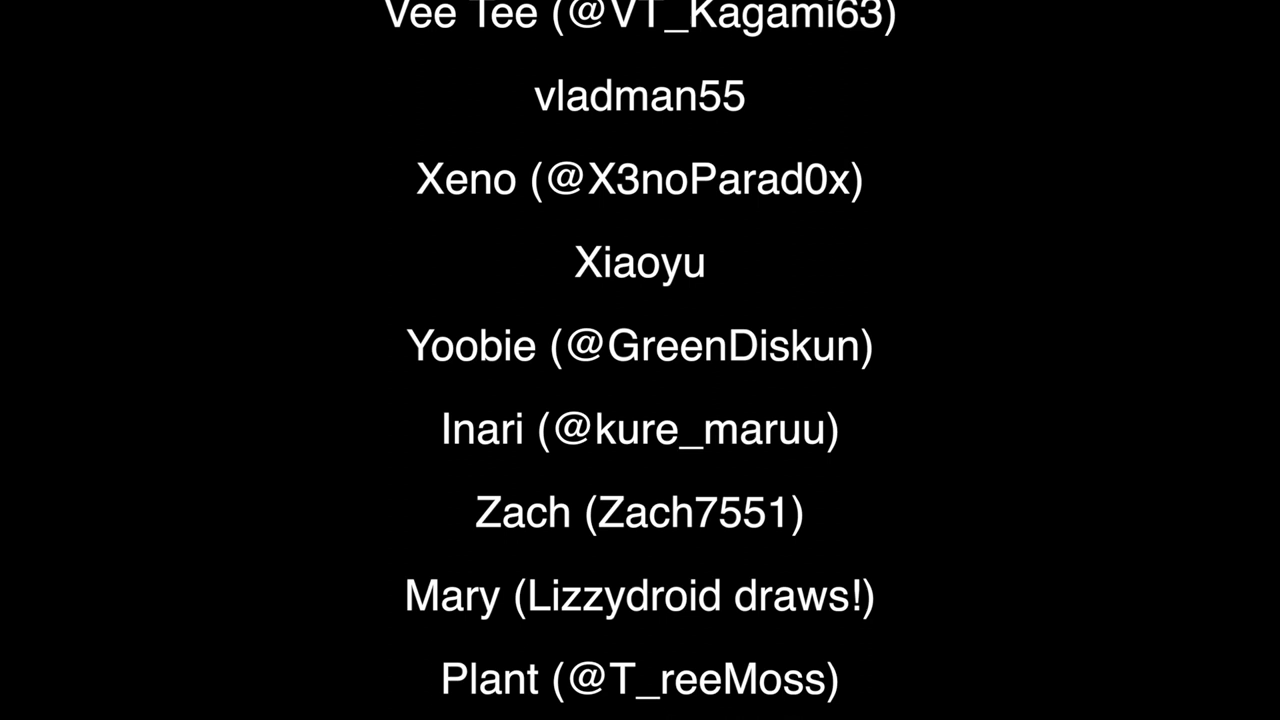 Vee Tee (@VT_Kagami63)
vladman55
Xeno (@X3noParad0x)
Xiaoyu
Yoobie (@GreenDiskun)
Inari (@kure_maruu)
Zach (Zach7551)
Mary (Lizzydroid draws!)
Plant (@T_reeMoss)